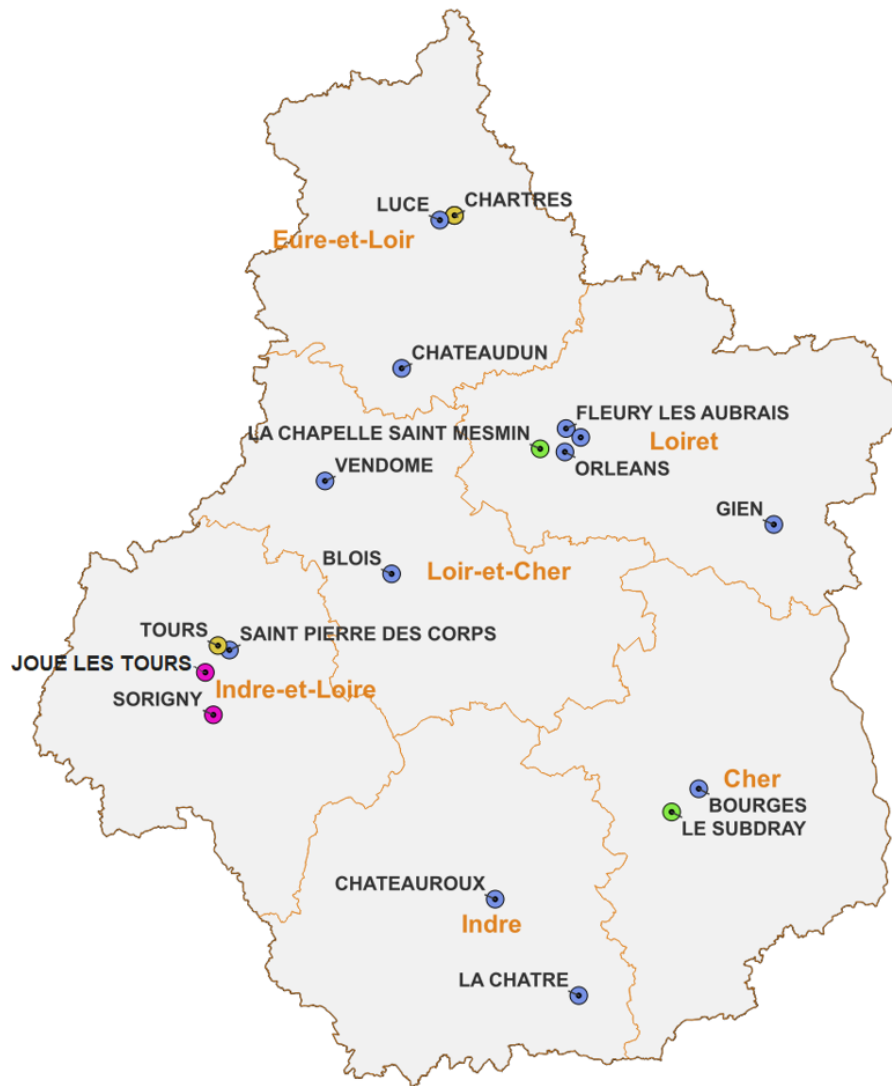 LUCE
CHARTRES
Eure-et-Loir
CHATEAUDUN
FLEURY LES AUBRAIS
LA CHAPELLE SAINT MESMIN
Loiret
VENDOME
ORLEANS
GIEN
BLOIS
Loir-et-Cher
TOURS
SAINT PIERRE DES CORPS
JOUE LES TOURS
Indre-et-Loire
SORIGNY
Cher
BOURGES
LE SUBDRAY
CHATEAUROUX
Indre
LA CHATRE